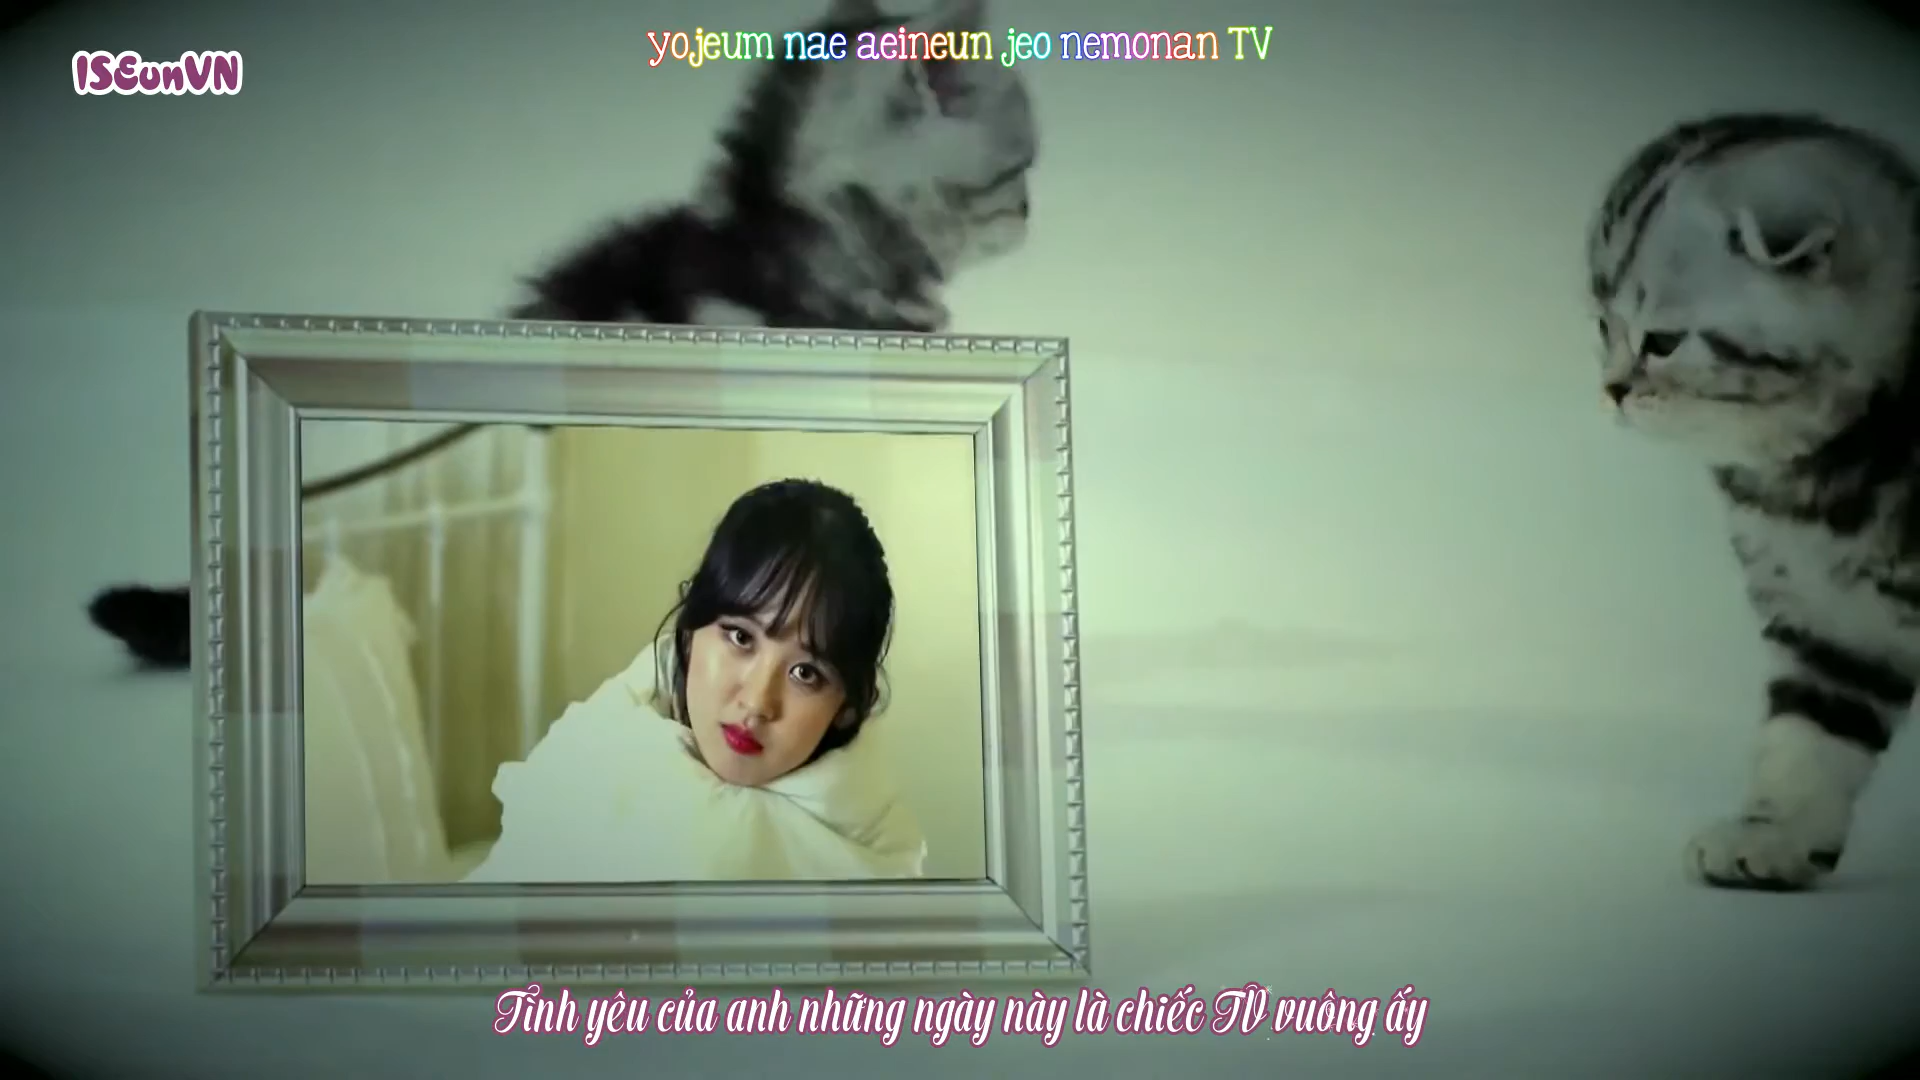 ISEunVN
yojeum nae aeineun jeo nemonan TV
Tình yêu của anh những ngày này là chiếc TV vuông ấy